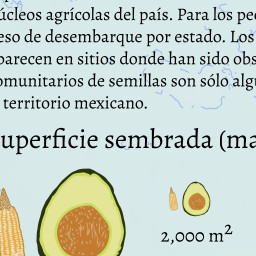 úcleos agrícolas del país. Para los pe
eso de desembarque por estado. Los
parecen en sitios donde han sido obs
omunitarios de semillas son sólo alg
territorio mexicano.
uperficie sembrada (ma
2,000 m²